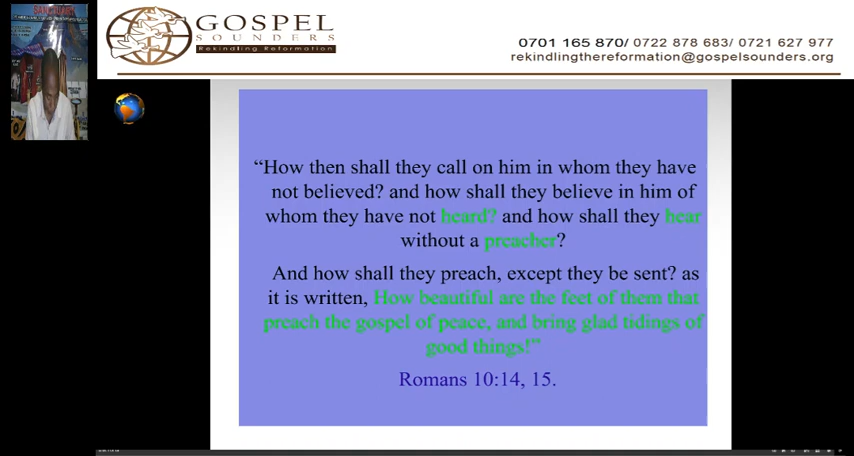 GOSPEL
SOUNDERS
Rekindling Reformation
0701 165 870/ 0722 878 683/ 0721 627 977
rekindlingthereformation@gospelsounders.org
“How then shall they call on him in whom they have
not believed? and how shall they believe in him of
whom they have not heard? and how shall they hear
without a preacher?
And how shall they preach, except they be sent? as
it is written, How beautiful are the feet of them that
preach the gospel of peace, and bring glad tidings of
good things!”
Romans 10:14, 15.